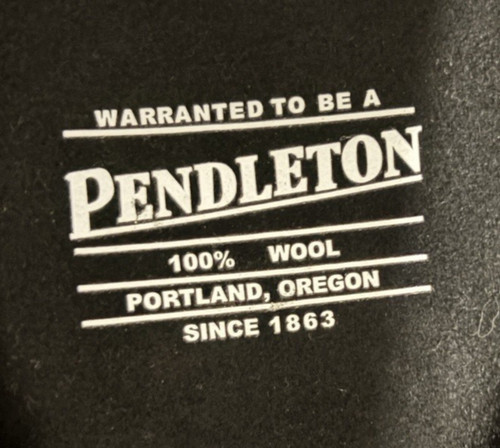 WARRANTED TO BE A
PENDLETON
100% WOOL
PORTLAND, OREGON
SINCE 1863